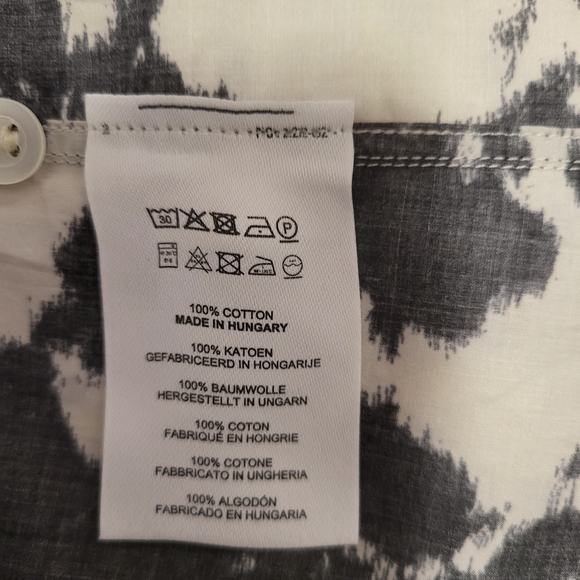 30
P
100% COTTON
MADE IN HUNGARY
100% KATOEN
GEFABRICEERD IN HONGARIJE
100% BAUMWOLLE
HERGESTELLT IN UNGARN
100% COTON
FABRIQUÉ EN HONGRIE
100% COTONE
FABBRICATO IN UNGHERIA
100% ALGODÓN
FABRICADO EN HUNGARIA